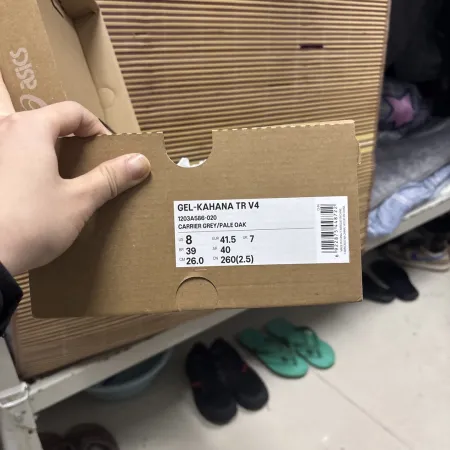 asics
GEL-KAHANA TR V4
1203A586-020
CARRIER GREY/PALE OAK
US 8 EUR 41.5 UK 7
BR 39 KR 40
CM 26.0 CN 260(2.5)